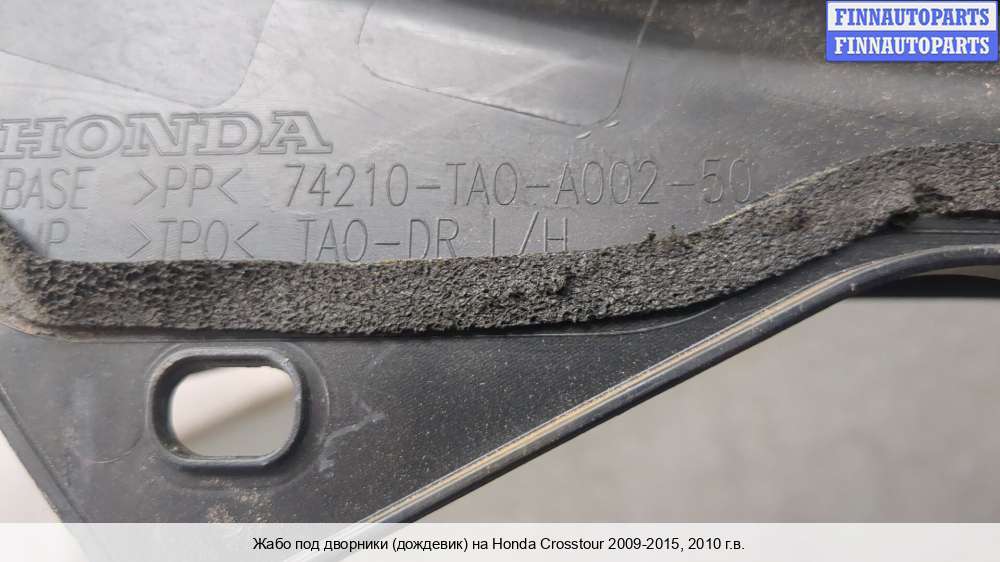 FINNAUTOPARTS
FINNAUTOPARTS
HONDA
BASE >PP< 74210-TA0-A002-50
>TPO< TA0-DR L/H
Жабо под дворники (дождевик) на Honda Crosstour 2009-2015, 2010 г.в.